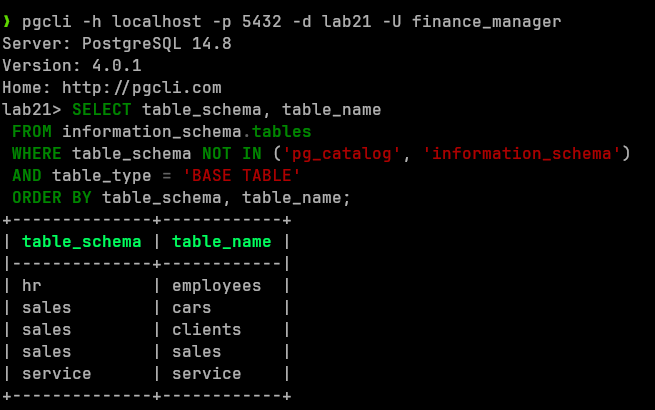 ❯ pgcli -h localhost -p 5432 -d lab21 -U finance_manager
Server: PostgreSQL 14.8
Version: 4.0.1
Home: http://pgcli.com
lab21> SELECT table_schema, table_name
 FROM information_schema.tables
 WHERE table_schema NOT IN ('pg_catalog', 'information_schema')
 AND table_type = 'BASE TABLE'
 ORDER BY table_schema, table_name;
+--------------+------------+
| table_schema | table_name |
|--------------+------------|
| hr           | employees  |
| sales        | cars       |
| sales        | clients    |
| sales        | sales      |
| service      | service    |
+--------------+------------+